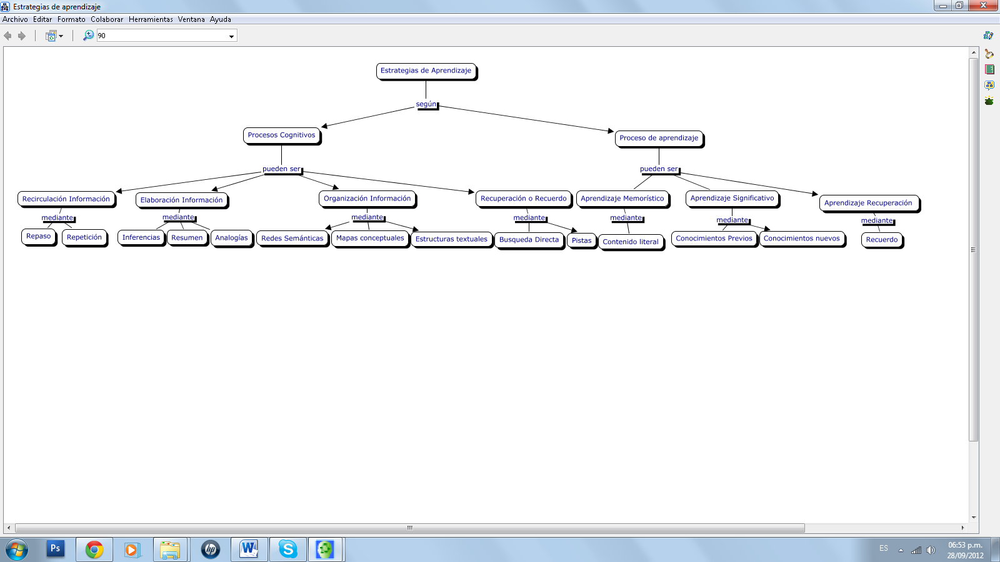 Estrategias de aprendizaje
Archivo Editar Formato Colaborar Herramientas Ventana Ayuda
90
Estrategias de Aprendizaje
según
Procesos Cognitivos
Proceso de aprendizaje
pueden ser
pueden ser
Recirculación Información
Elaboración Información
Organización Información
Recuperación o Recuerdo
Aprendizaje Memorístico
Aprendizaje Significativo
Aprendizaje Recuperación
mediante
mediante
mediante
mediante
mediante
mediante
mediante
Repaso
Repetición
Inferencias
Resumen
Analogías
Redes Semánticas
Mapas conceptuales
Estructuras textuales
Busqueda Directa
Pistas
Contenido literal
Conocimientos Previos
Conocimientos nuevos
Recuerdo
Ps
hp
W
S
ES
06:53 p.m.
28/09/2012